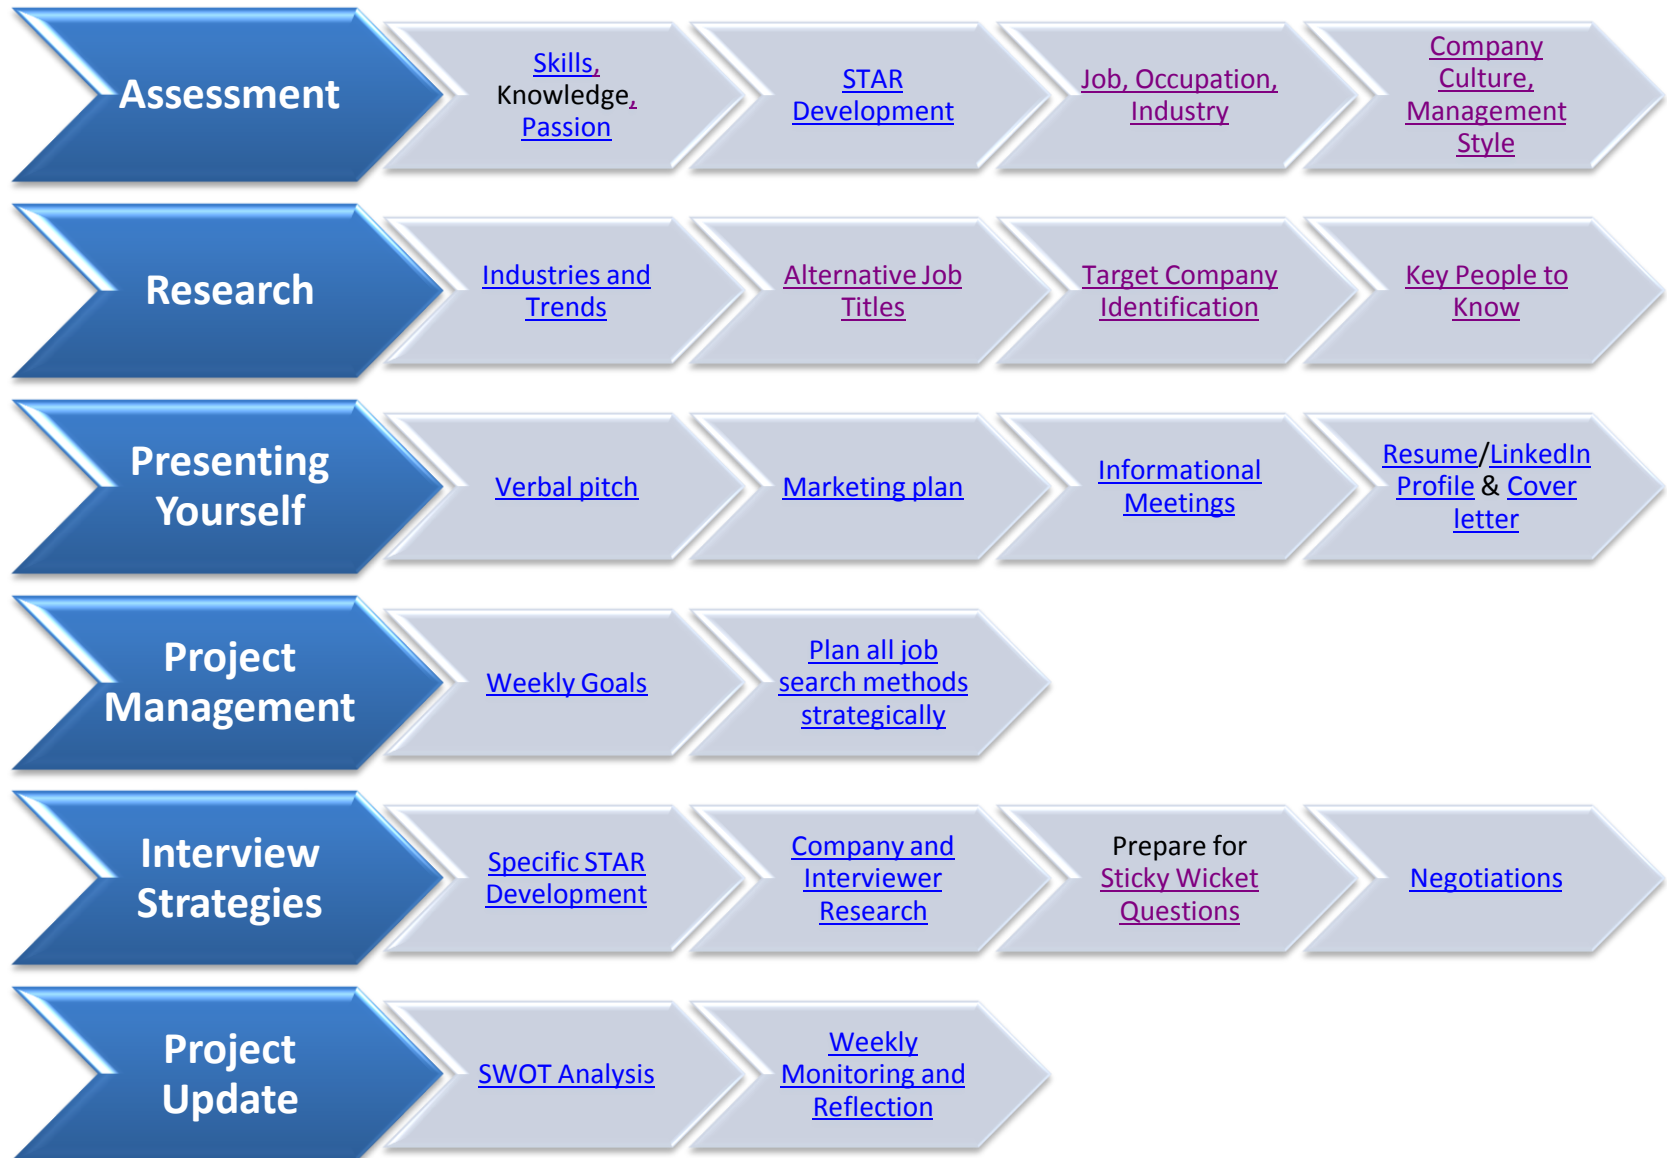 Assessment
Skills,
Knowledge,
Passion
STAR
Development
Job, Occupation,
Industry
Company
Culture,
Management
Style
Research
Industries and
Trends
Alternative Job
Titles
Target Company
Identification
Key People to
Know
Presenting
Yourself
Verbal pitch
Marketing plan
Informational
Meetings
Resume/LinkedIn
Profile & Cover
letter
Project
Management
Weekly Goals
Plan all job
search methods
strategically
Interview
Strategies
Specific STAR
Development
Company and
Interviewer
Research
Prepare for
Sticky Wicket
Questions
Negotiations
Project
Update
SWOT Analysis
Weekly
Monitoring and
Reflection